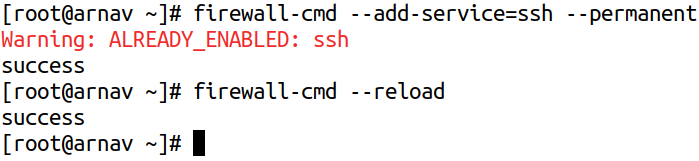 [root@arnav ~]# firewall-cmd --add-service=ssh --permanent
Warning: ALREADY_ENABLED: ssh
success
[root@arnav ~]# firewall-cmd --reload
success
[root@arnav ~]#